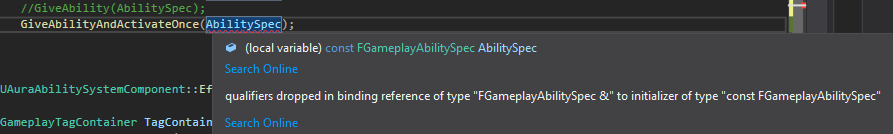 //GiveAbility(AbilitySpec);
GiveAbilityAndActivateOnce(AbilitySpec);
(local variable) const FGameplayAbilitySpec AbilitySpec
Search Online
UAuraAbilitySystemComponent::Ef
qualifiers dropped in binding reference of type "FGameplayAbilitySpec &" to initializer of type "const FGameplayAbilitySpec"
GameplayTagContainer TagContain
Search Online